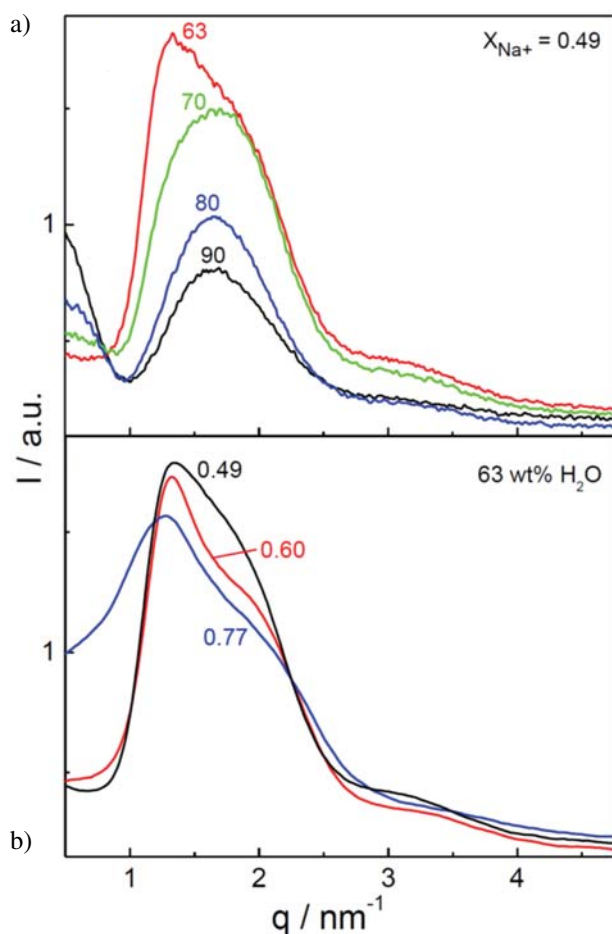 a)
63
X_Na+ = 0.49
70
1
80
90
I / a.u.
0.49
63 wt% H₂O
0.60
0.77
1
b)
1 2 3 4
q / nm⁻¹